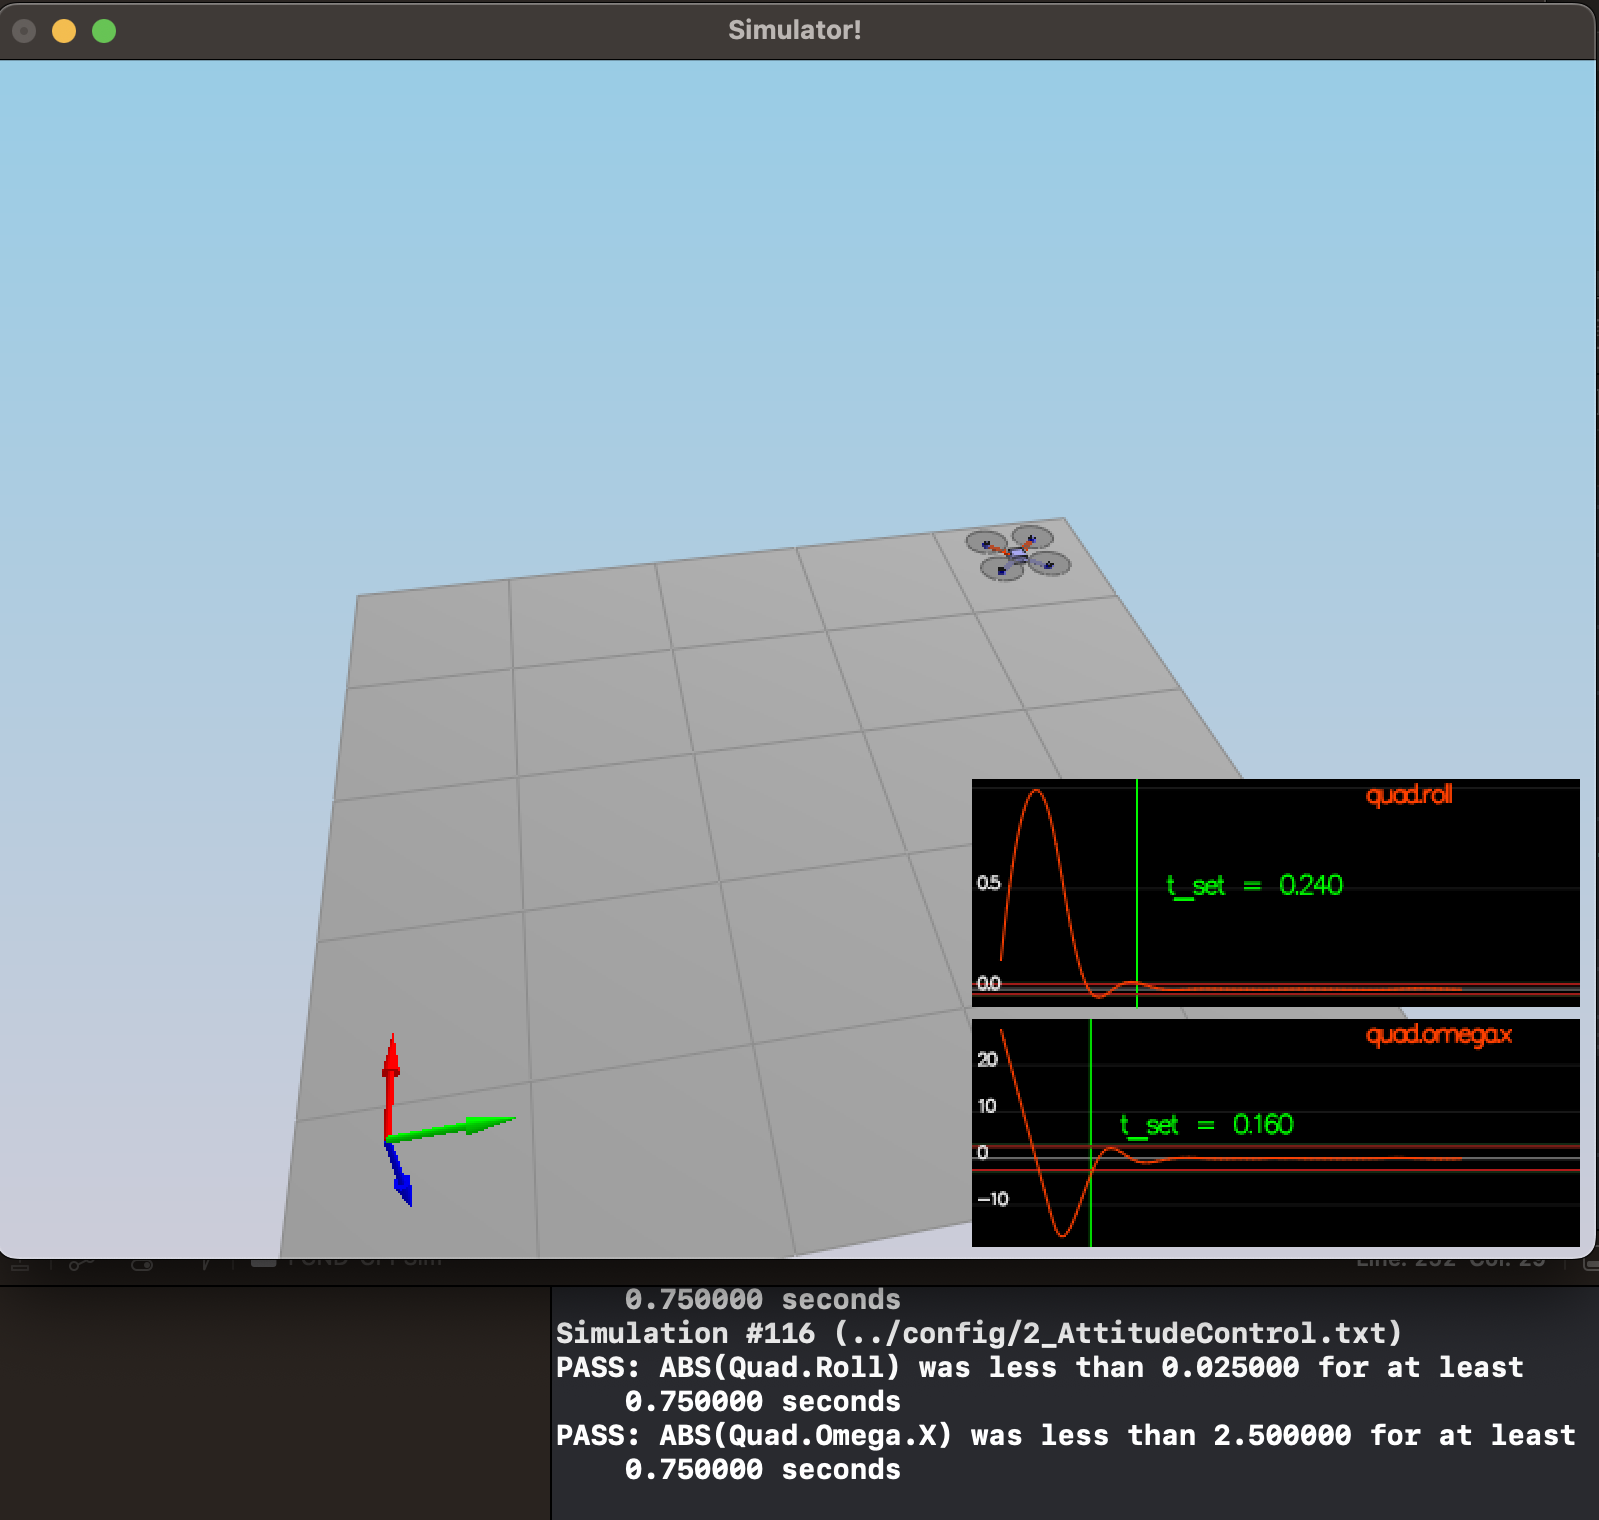 Simulator!
quad.roll
0.5
t_set = 0.240
0.0
quad.omega.x
20
10
t_set = 0.160
0
−10
0.750000 seconds
Simulation #116 (../config/2_AttitudeControl.txt)
PASS: ABS(Quad.Roll) was less than 0.025000 for at least
0.750000 seconds
PASS: ABS(Quad.Omega.X) was less than 2.500000 for at least
0.750000 seconds